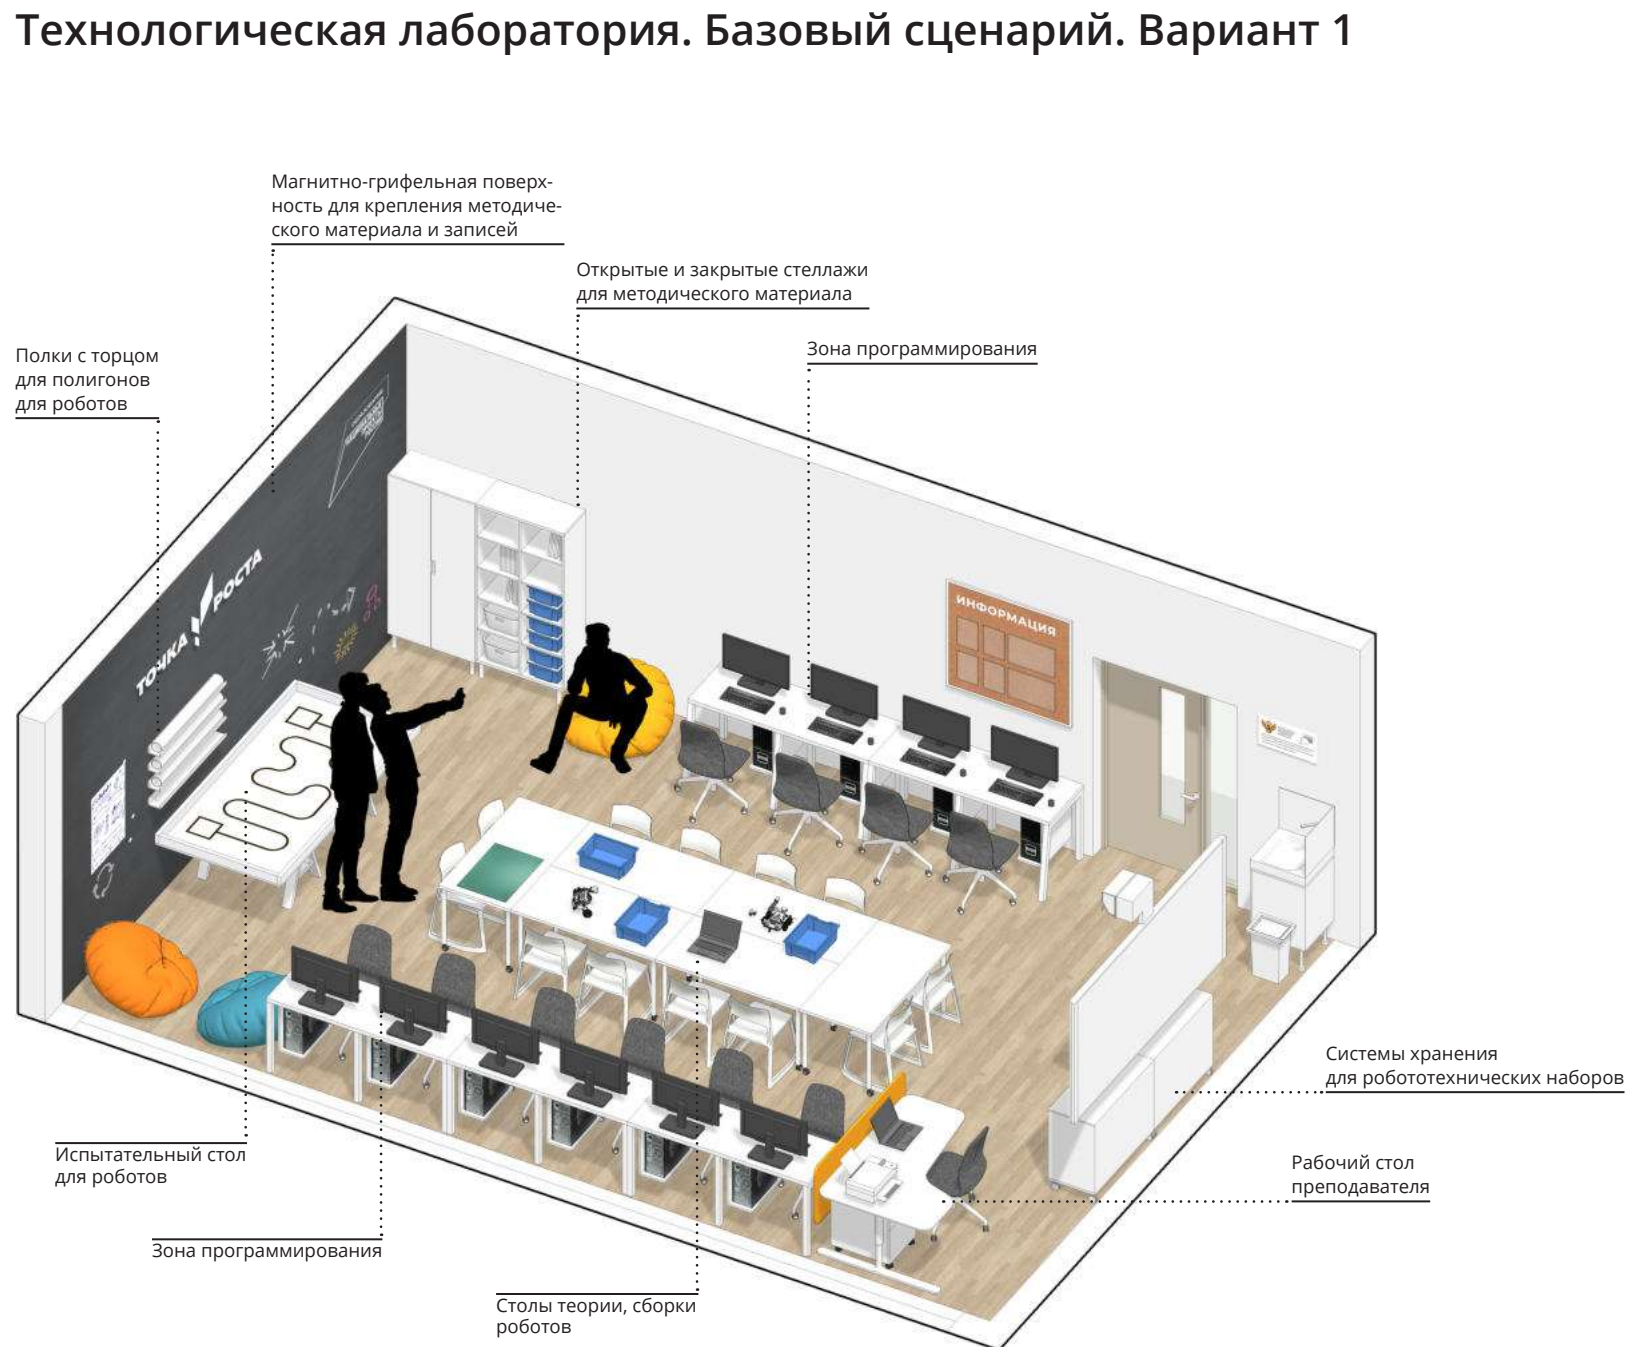 Технологическая лаборатория. Базовый сценарий. Вариант 1
Магнитно-грифельная поверх-
ность для крепления методиче-
ского материала и записей
Открытые и закрытые стеллажи
для методического материала
Зона программирования
Полки с торцом
для полигонов
для роботов
ТОЧКА РОСТА
ИНФОРМАЦИЯ
Системы хранения
для робототехнических наборов
Испытательный стол
для роботов
Рабочий стол
преподавателя
Зона программирования
Столы теории, сборки
роботов